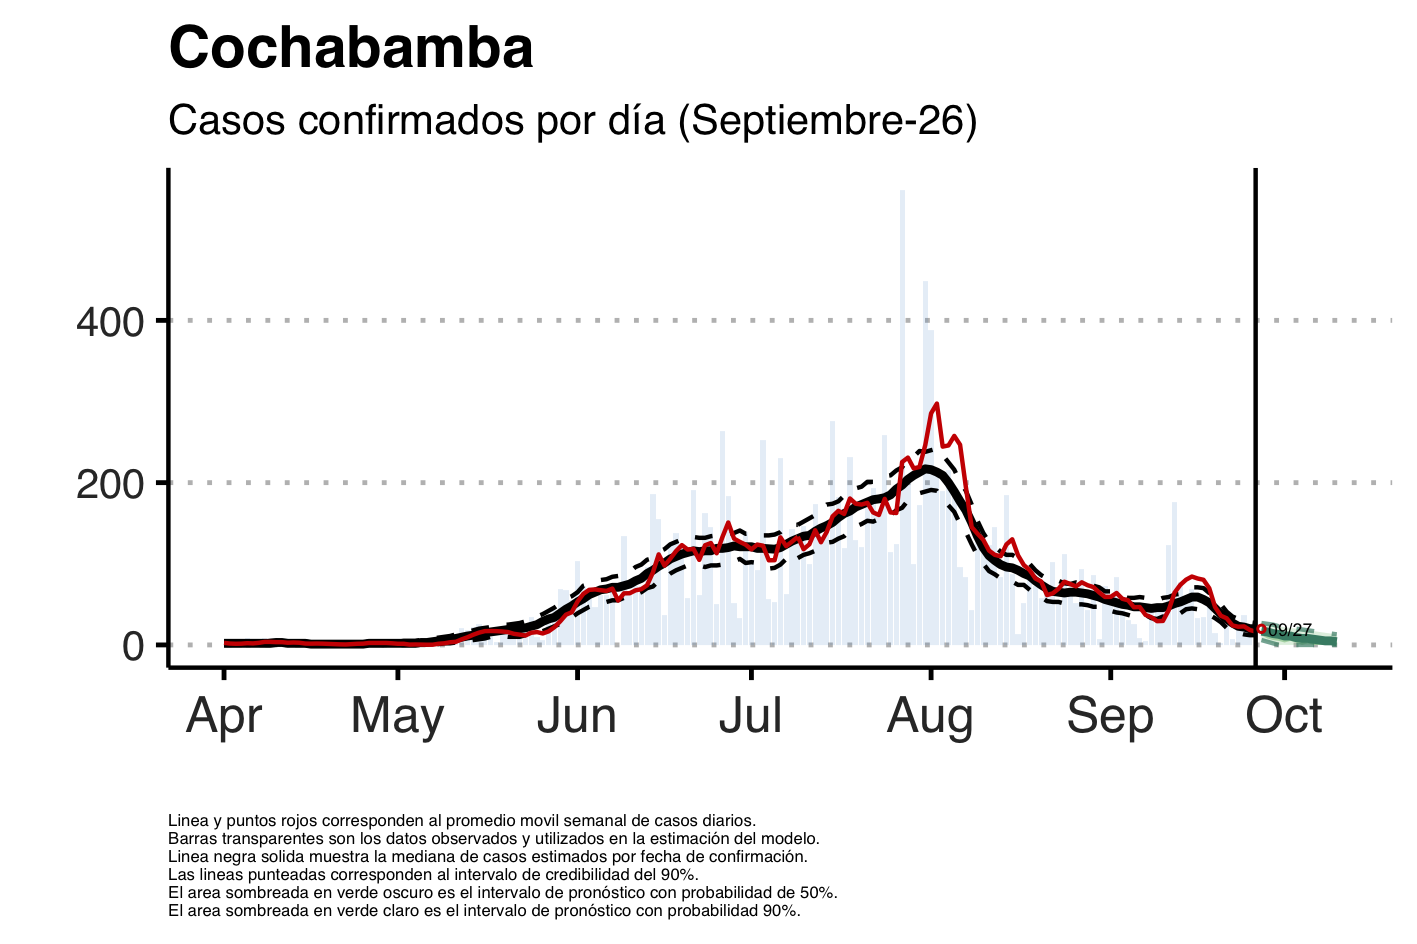 Cochabamba
Casos confirmados por día (Septiembre-26)
400
200
0
09/27
Apr May Jun Jul Aug Sep Oct
Linea y puntos rojos corresponden al promedio movil semanal de casos diarios.
Barras transparentes son los datos observados y utilizados en la estimación del modelo.
Linea negra solida muestra la mediana de casos estimados por fecha de confirmación.
Las lineas punteadas corresponden al intervalo de credibilidad del 90%.
El area sombreada en verde oscuro es el intervalo de pronóstico con probabilidad de 50%.
El area sombreada en verde claro es el intervalo de pronóstico con probabilidad 90%.